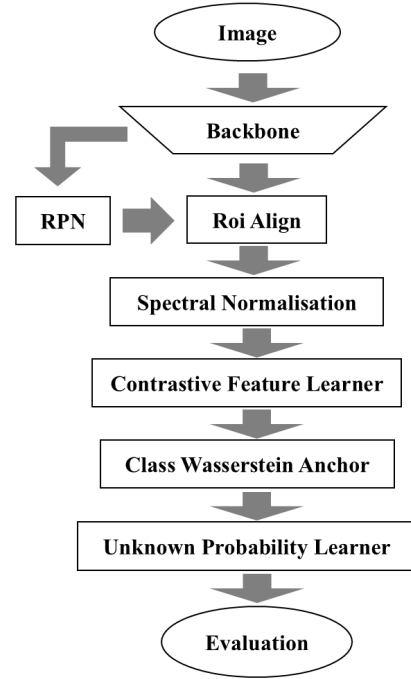 Image
Backbone
RPN
Roi Align
Spectral Normalisation
Contrastive Feature Learner
Class Wasserstein Anchor
Unknown Probability Learner
Evaluation